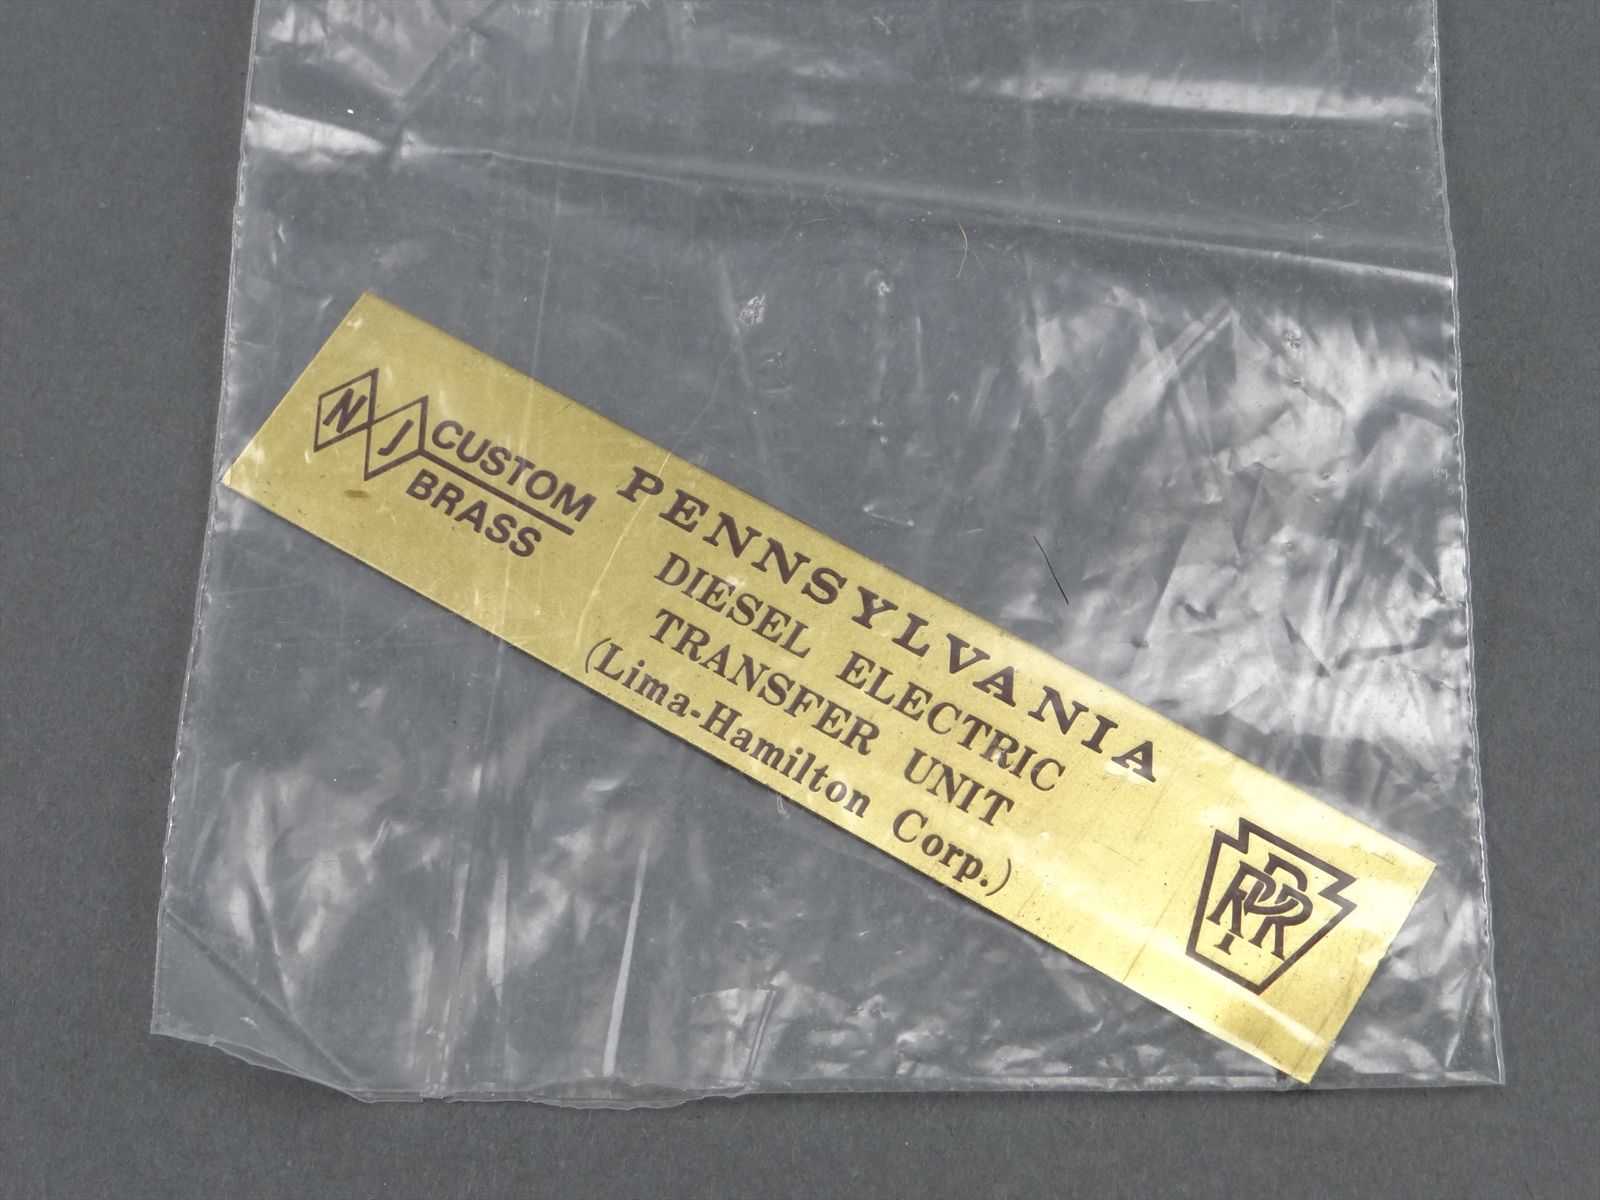 NJ CUSTOM
BRASS
PENNSYLVANIA
DIESEL ELECTRIC
TRANSFER UNIT
(Lima-Hamilton Corp.)
PRR